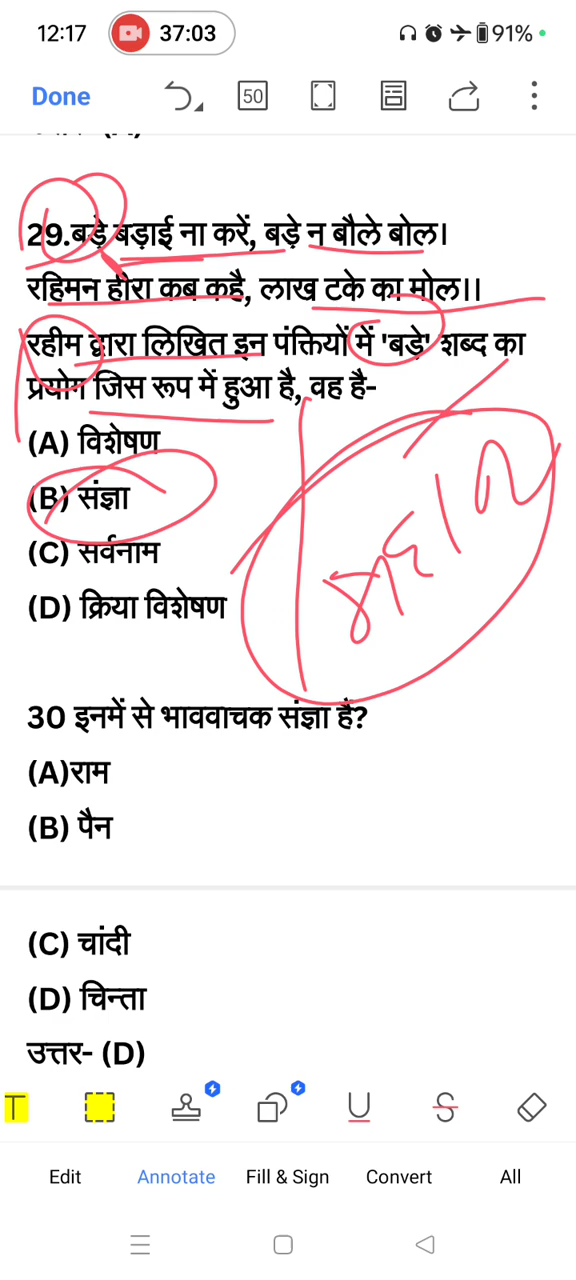 12:17
37:03
91%
Done
50
29.बड़े बड़ाई ना करें, बड़े न बौले बोल।
रहिमन हीरा कब कहै, लाख टके का मोल।।
रहीम द्वारा लिखित इन पंक्तियों में 'बड़े' शब्द का
प्रयोग जिस रूप में हुआ है, वह है-
(A) विशेषण
(B) संज्ञा
(C) सर्वनाम
(D) क्रिया विशेषण
30 इनमें से भाववाचक संज्ञा है?
(A)राम
(B) पैन
(C) चांदी
(D) चिन्ता
उत्तर- (D)
T
U
S
Edit
Annotate
Fill & Sign
Convert
All